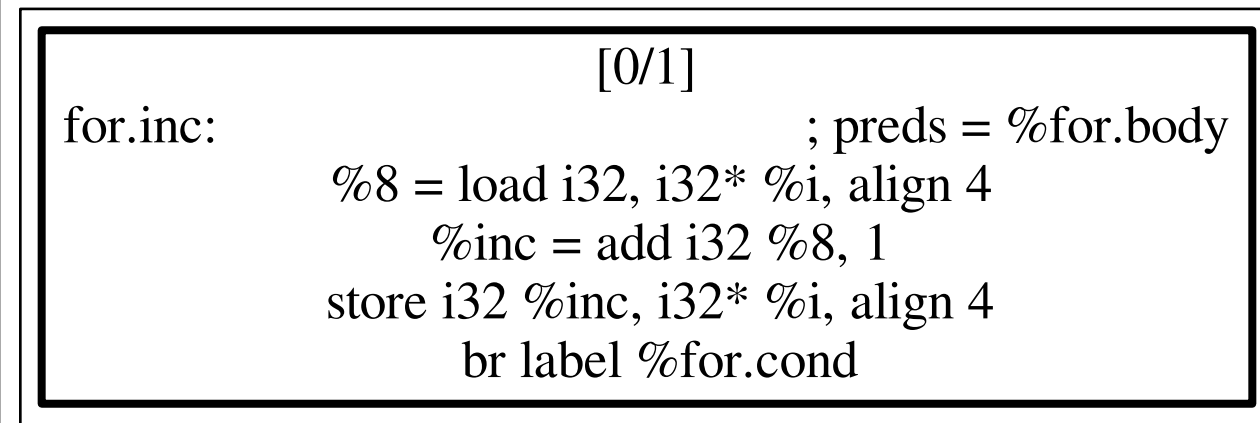 [0/1]
for.inc: ; preds = %for.body
%8 = load i32, i32* %i, align 4
%inc = add i32 %8, 1
store i32 %inc, i32* %i, align 4
br label %for.cond